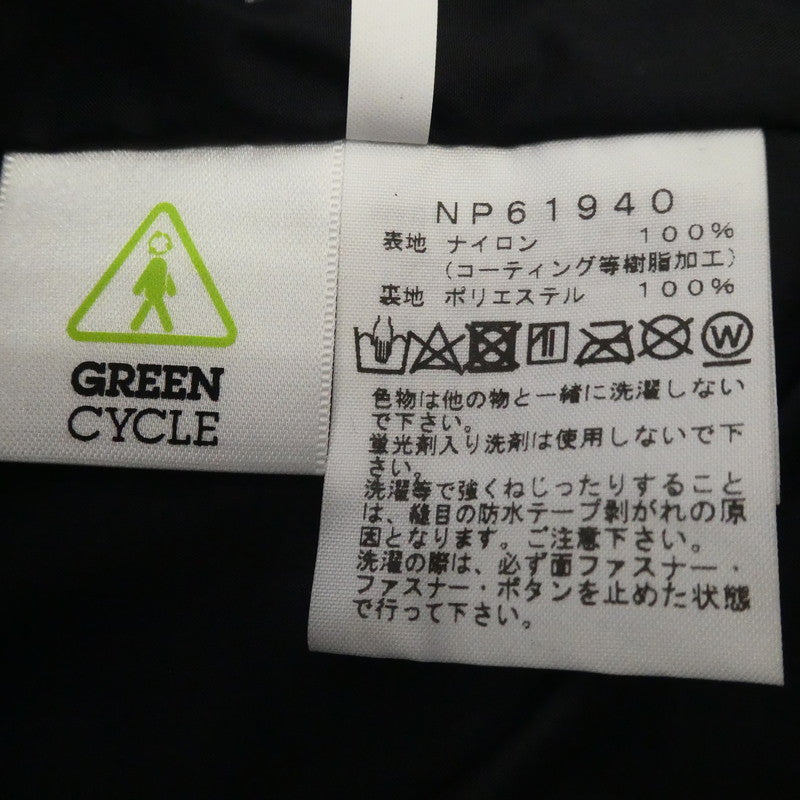 GREEN
CYCLE
NP61940
表地 ナイロン 100%
(コーティング等樹脂加工)
裏地 ポリエステル 100%
W
色物は他の物と一緒に洗濯しない
で下さい。
蛍光剤入り洗剤は使用しないで下
さい。
洗濯等で強くねじったりすること
は、縫目の防水テープ剥がれの原
因となります。ご注意下さい。
洗濯の際は、必ず面ファスナー・
ファスナー・ボタンを止めた状態
で行って下さい。